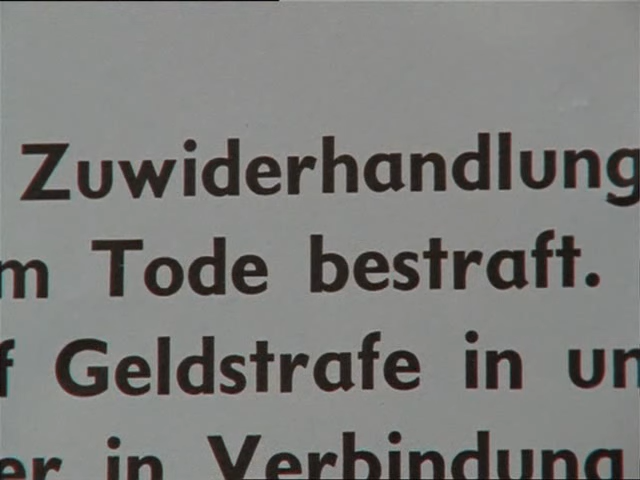 Zuwiderhandlung
m Tode bestraft.
f Geldstrafe in un
er in Verbindung